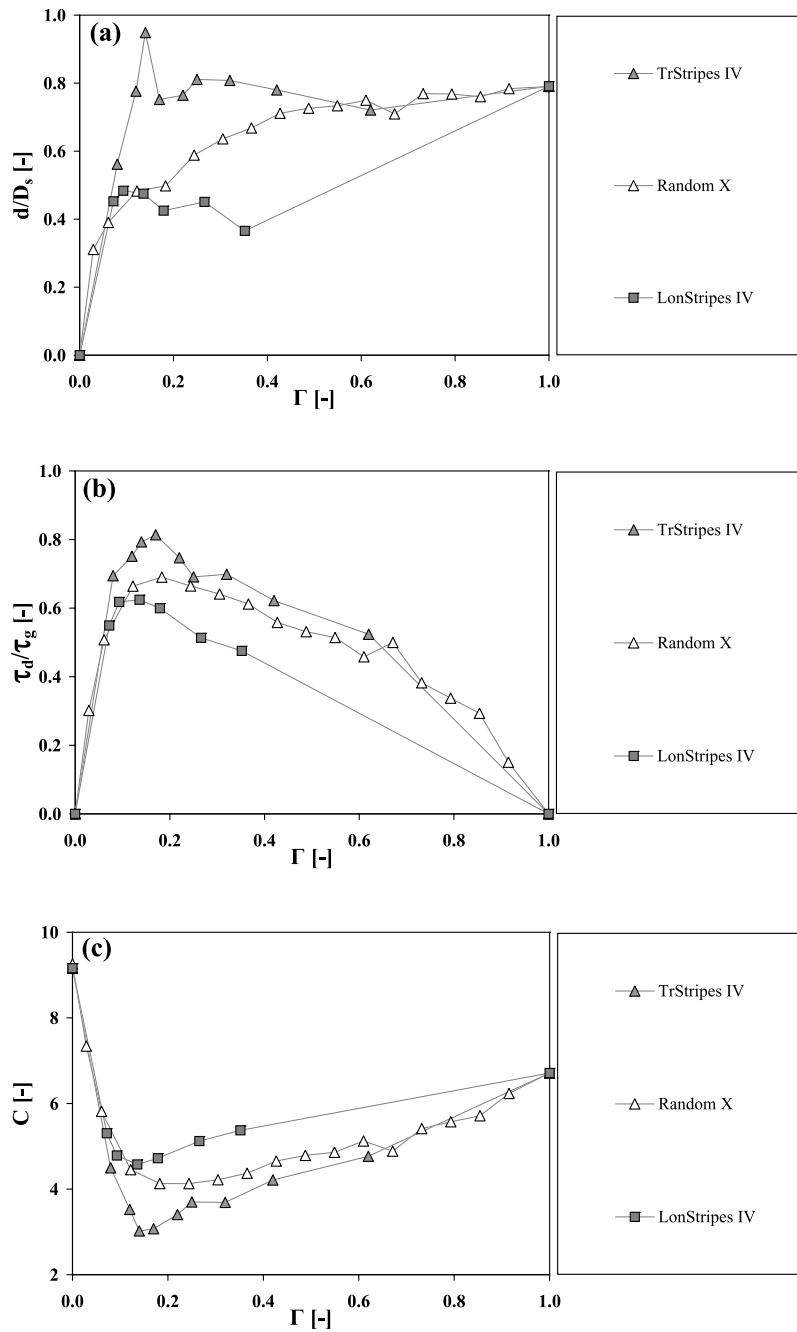 (a)
1.0
0.8
0.6
0.4
0.2
0.0
d/Ds [-]
0.0 0.2 0.4 0.6 0.8 1.0
Γ [-]
TrStripes IV
Random X
LonStripes IV
(b)
1.0
0.8
0.6
0.4
0.2
0.0
τd/τg [-]
0.0 0.2 0.4 0.6 0.8 1.0
Γ [-]
TrStripes IV
Random X
LonStripes IV
(c)
10
8
6
4
2
C [-]
0.0 0.2 0.4 0.6 0.8 1.0
Γ [-]
TrStripes IV
Random X
LonStripes IV